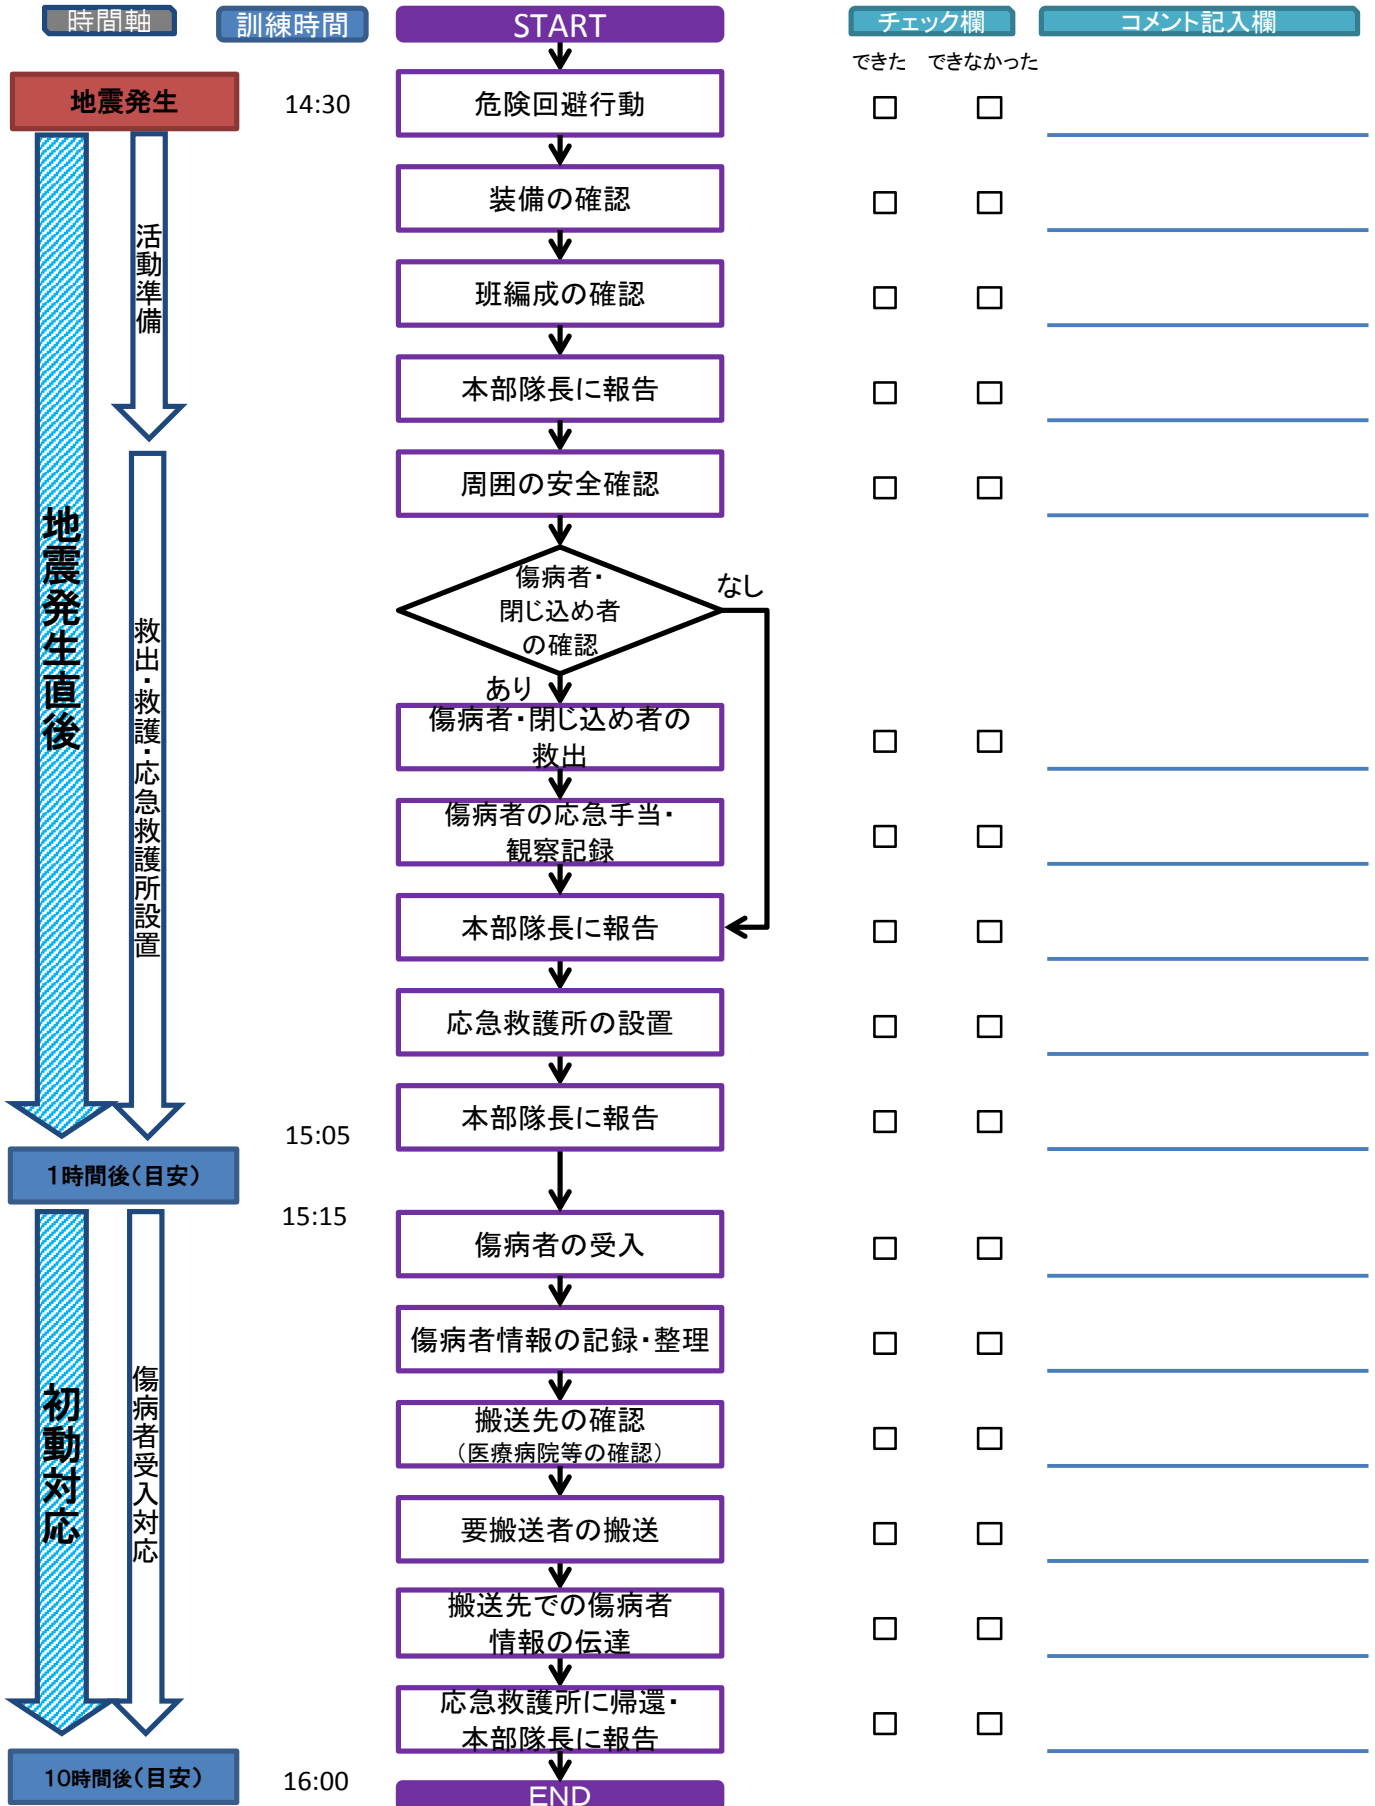 時間軸
訓練時間
START
チェック欄
コメント記入欄
できた
できなかった
地震発生
14:30
危険回避行動
装備の確認
班編成の確認
本部隊長に報告
周囲の安全確認
活動準備
地震発生直後
救出・救護・応急救護所設置
傷病者・
閉じ込め者
の確認
なし
あり
傷病者・閉じ込め者の
救出
傷病者の応急手当・
観察記録
本部隊長に報告
応急救護所の設置
本部隊長に報告
15:05
1時間後(目安)
15:15
傷病者の受入
傷病者情報の記録・整理
搬送先の確認
(医療病院等の確認)
要搬送者の搬送
搬送先での傷病者
情報の伝達
応急救護所に帰還・
本部隊長に報告
初動対応
傷病者受入対応
10時間後(目安)
16:00
END